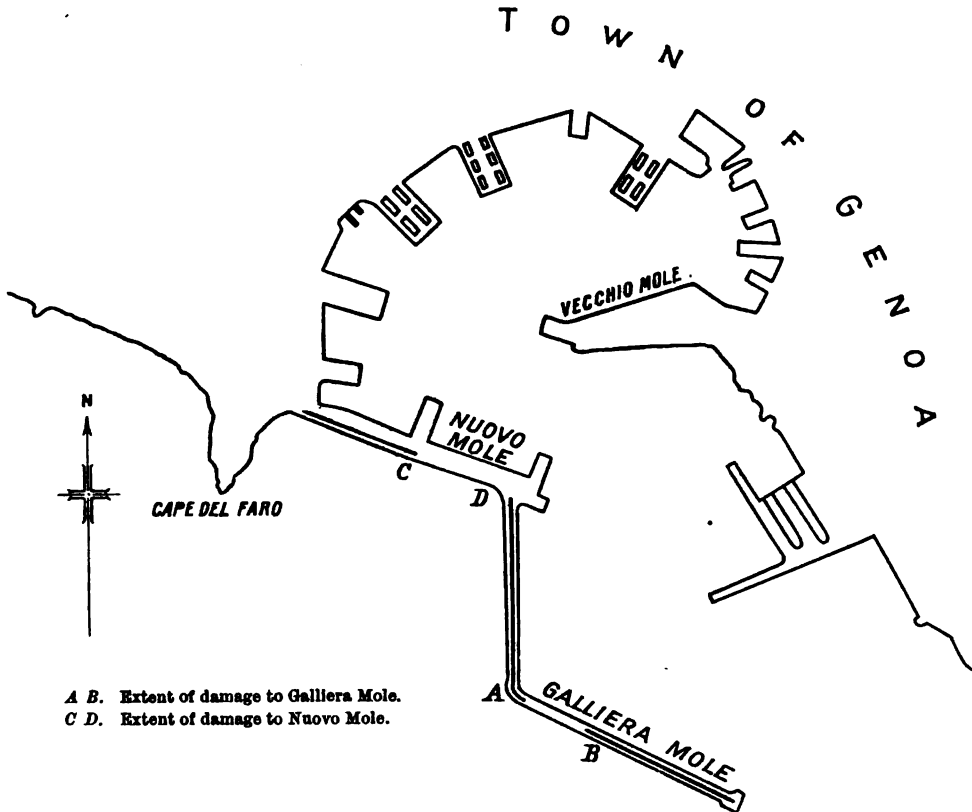 TOWN OF GENOA
VECCHIO MOLE.
N
NUOVO
MOLE
C
D
CAPE DEL FARO
A
GALLIERA MOLE
B
A B. Extent of damage to Galliera Mole.
C D. Extent of damage to Nuovo Mole.